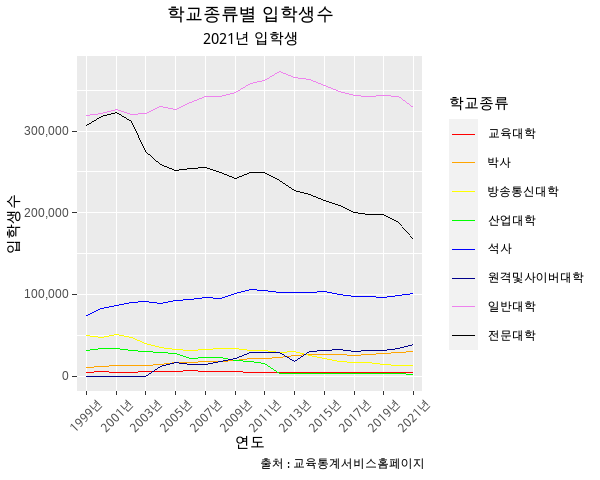 학교종류별 입학생수
2021년 입학생
입학생수
300,000
200,000
100,000
0
1999년
2001년
2003년
2005년
2007년
2009년
2011년
2013년
2015년
2017년
2019년
2021년
연도
출처 : 교육통계서비스홈페이지
학교종류
교육대학
박사
방송통신대학
산업대학
석사
원격및사이버대학
일반대학
전문대학